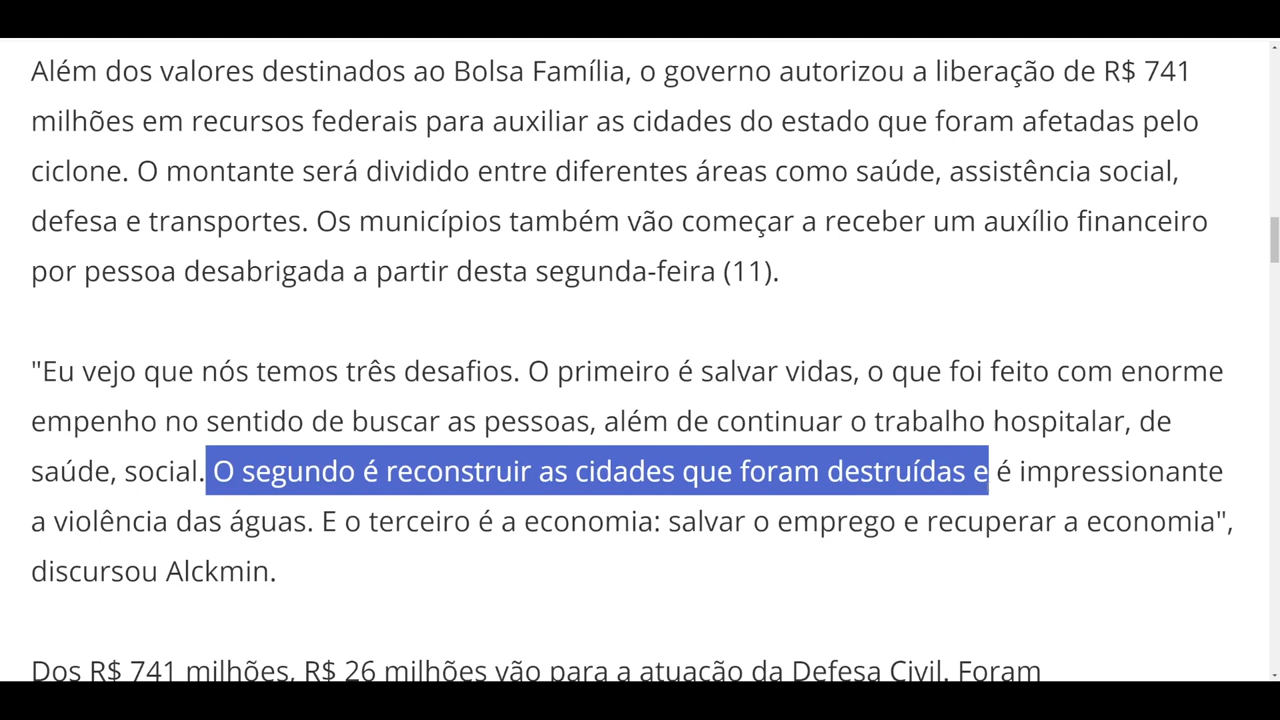 Além dos valores destinados ao Bolsa Família, o governo autorizou a liberação de R$ 741
milhões em recursos federais para auxiliar as cidades do estado que foram afetadas pelo
ciclone. O montante será dividido entre diferentes áreas como saúde, assistência social,
defesa e transportes. Os municípios também vão começar a receber um auxílio financeiro
por pessoa desabrigada a partir desta segunda-feira (11).
"Eu vejo que nós temos três desafios. O primeiro é salvar vidas, o que foi feito com enorme
empenho no sentido de buscar as pessoas, além de continuar o trabalho hospitalar, de
saúde, social. O segundo é reconstruir as cidades que foram destruídas e é impressionante
a violência das águas. E o terceiro é a economia: salvar o emprego e recuperar a economia",
discursou Alckmin.
Dos R$ 741 milhões, R$ 26 milhões vão para a atuação da Defesa Civil. Foram